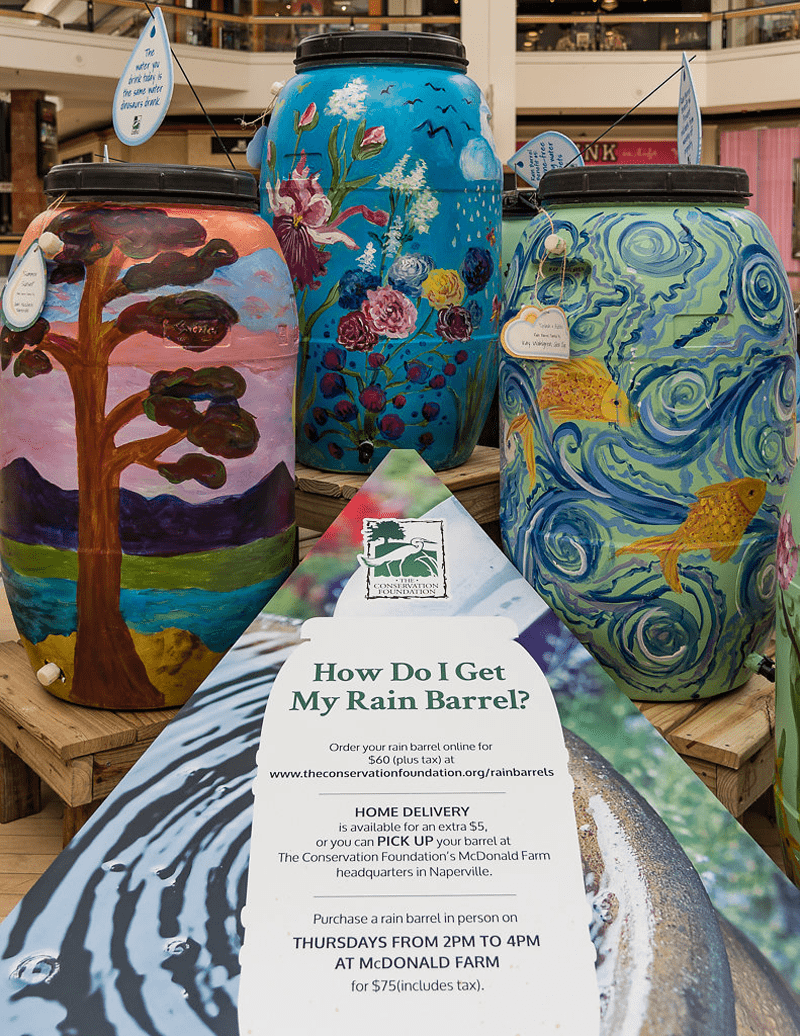 The
water you
drink today is
the same water
dinosaurs drank.
NK
Summer
Sunset
THE
CONSERVATION
FOUNDATION
How Do I Get
My Rain Barrel?
Order your rain barrel online for
$60 (plus tax) at
www.theconservationfoundation.org/rainbarrels
HOME DELIVERY
is available for an extra $5,
or you can PICK UP your barrel at
The Conservation Foundation's McDonald Farm
headquarters in Naperville.
Purchase a rain barrel in person on
THURSDAYS FROM 2PM TO 4PM
AT McDONALD FARM
for $75(includes tax).